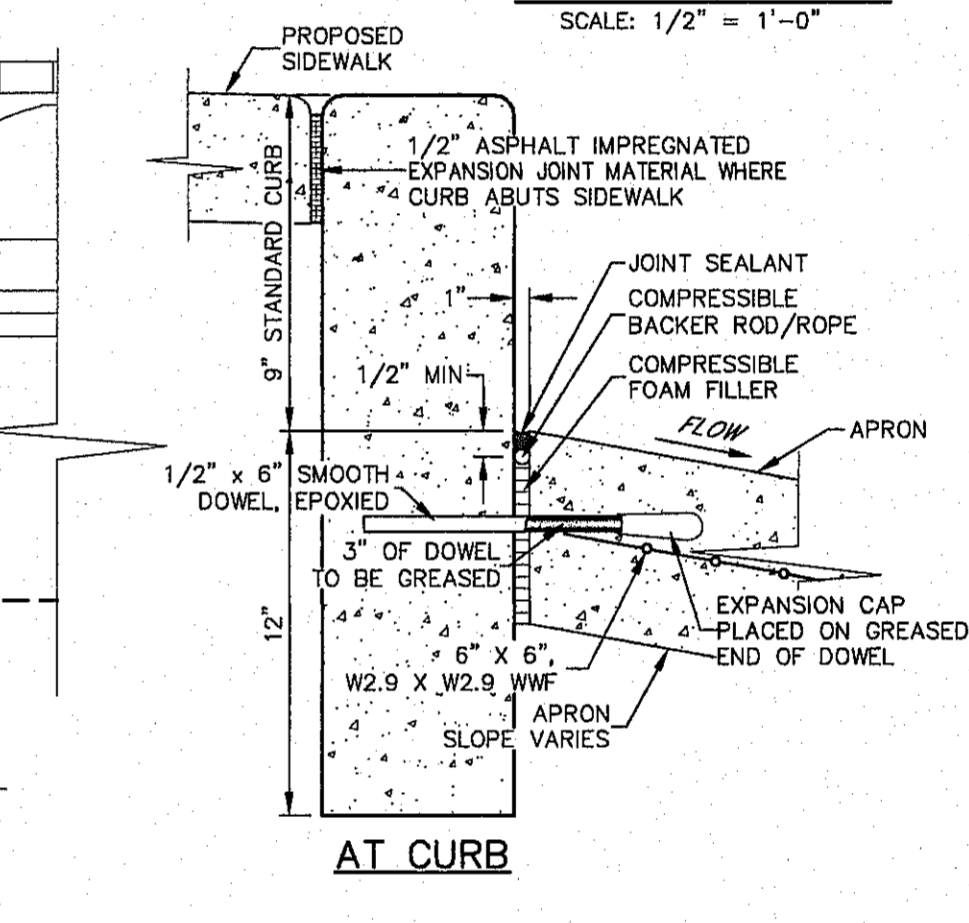 SCALE: 1/2" = 1'-0"
PROPOSED
SIDEWALK
1/2" ASPHALT IMPREGNATED
EXPANSION JOINT MATERIAL WHERE
CURB ABUTS SIDEWALK
9" STANDARD CURB
JOINT SEALANT
1"
COMPRESSIBLE
BACKER ROD/ROPE
1/2" MIN
COMPRESSIBLE
FOAM FILLER
FLOW
APRON
1/2" x 6" SMOOTH
DOWEL, EPOXIED
3" OF DOWEL
TO BE GREASED
12"
EXPANSION CAP
PLACED ON GREASED
END OF DOWEL
6" X 6",
W2.9 X W2.9 WWF
APRON
SLOPE VARIES
AT CURB